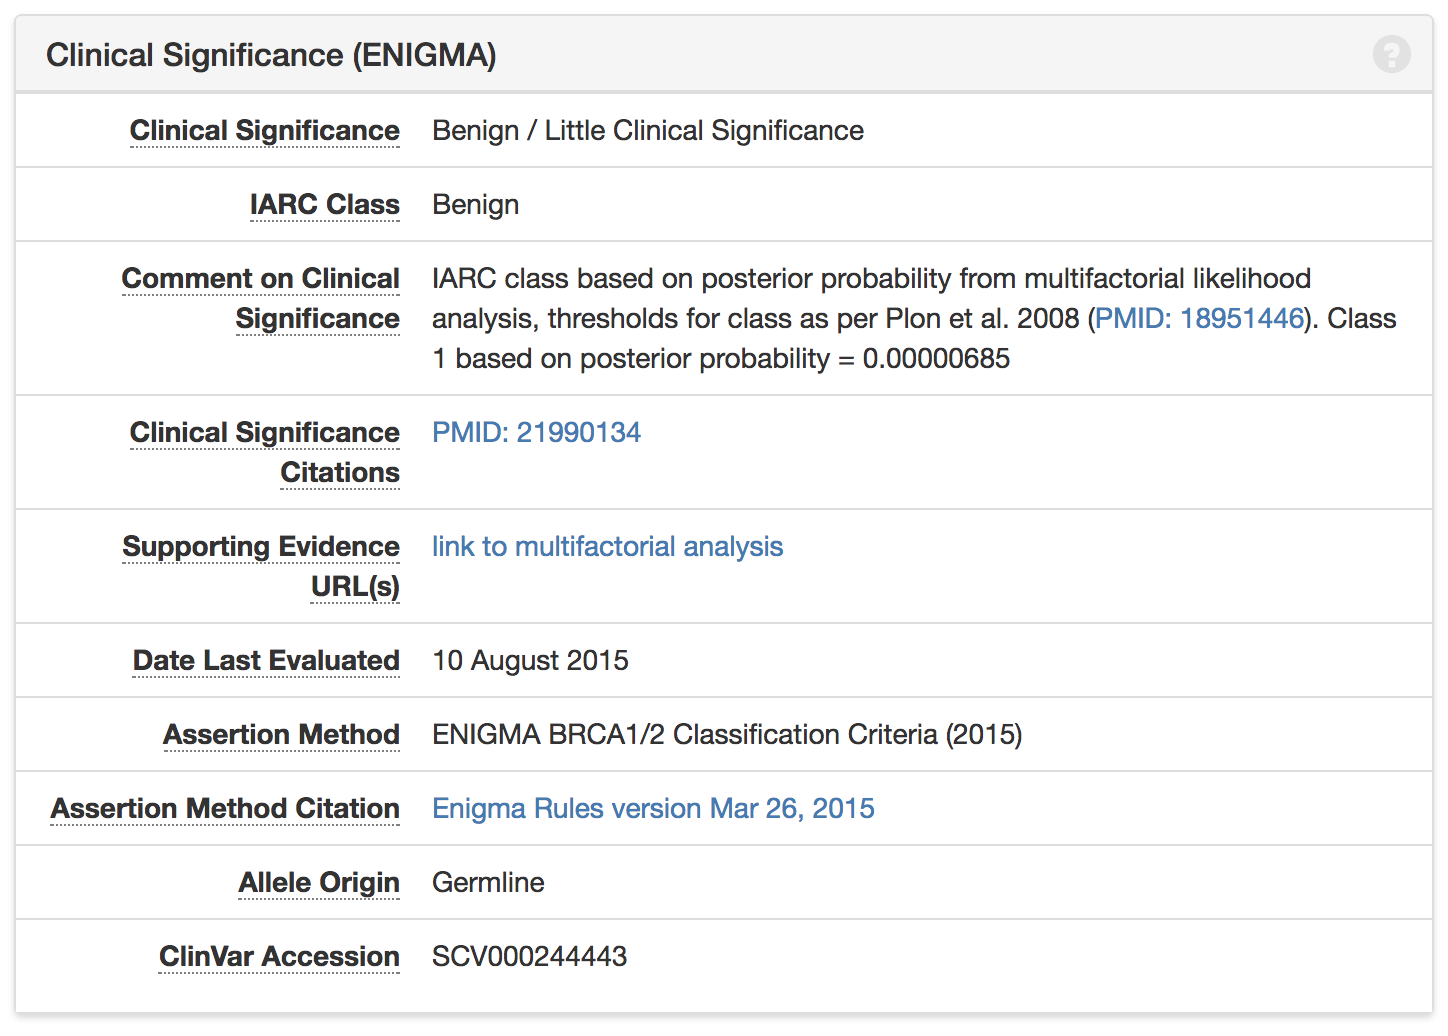 Clinical Significance (ENIGMA)
?
Clinical Significance Benign / Little Clinical Significance
IARC Class Benign
Comment on Clinical Significance
IARC class based on posterior probability from multifactorial likelihood
analysis, thresholds for class as per Plon et al. 2008 (PMID: 18951446). Class
1 based on posterior probability = 0.00000685
Clinical Significance Citations
PMID: 21990134
Supporting Evidence URL(s)
link to multifactorial analysis
Date Last Evaluated 10 August 2015
Assertion Method ENIGMA BRCA1/2 Classification Criteria (2015)
Assertion Method Citation Enigma Rules version Mar 26, 2015
Allele Origin Germline
ClinVar Accession SCV000244443